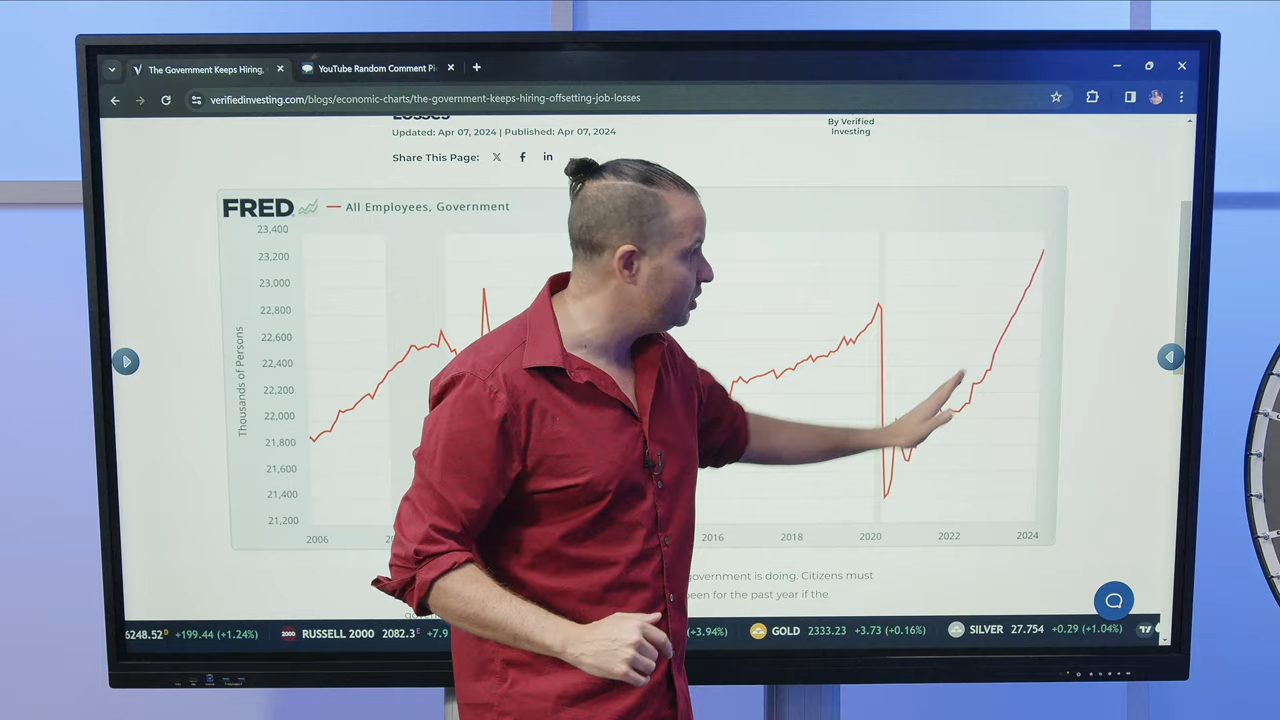 The Government Keeps Hiring,
YouTube Random Comment Pi
verifiedinvesting.com/blogs/economic-charts/the-government-keeps-hiring-offsetting-job-losses
Losses
Updated: Apr 07, 2024 | Published: Apr 07, 2024
By Verified
Investing
Share This Page:
FRED
All Employees, Government
23,400
23,200
23,000
22,800
22,600
22,400
22,200
22,000
21,800
21,600
21,400
21,200
Thousands of Persons
2006
2016
2018
2020
2022
2024
government is doing. Citizens must
been for the past year if the
6248.52 D +199.44 (+1.24%) 2000 RUSSELL 2000 2082.3 E +7.9 (+3.94%) GOLD 2333.23 +3.73 (+0.16%) SILVER 27.754 +0.29 (+1.04%)